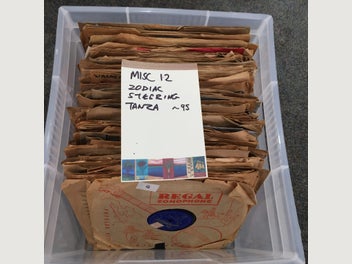 MISC 12
ZODIAC
STEERING
TANZA ~95
REGAL
ZONOPHONE